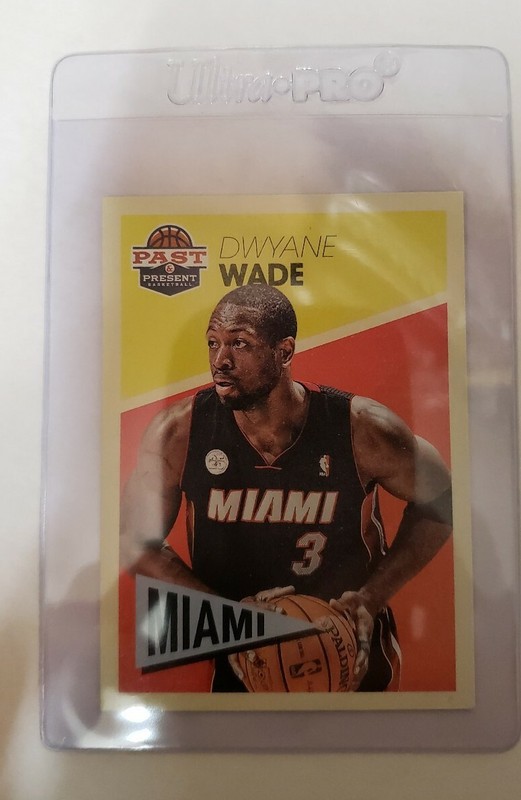 Ultra•PRO®
PAST
&
PRESENT
BASKETBALL
DWYANE
WADE
MIAMI
3
MIAMI
SPALDING